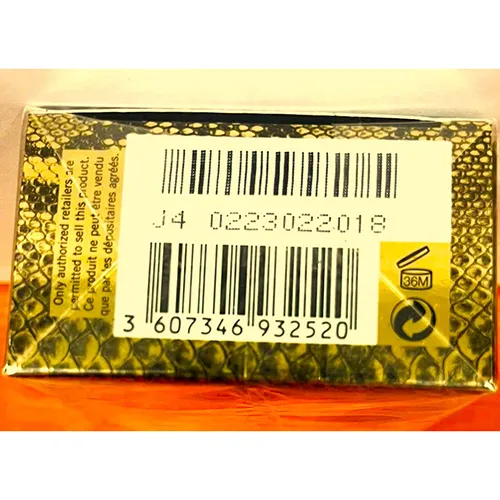 Only authorized retailers are
permitted to sell this product.
Ce produit ne peut être vendu
que par les dépositaires agréés.
J4 0223022018
3 607346 932520
36M